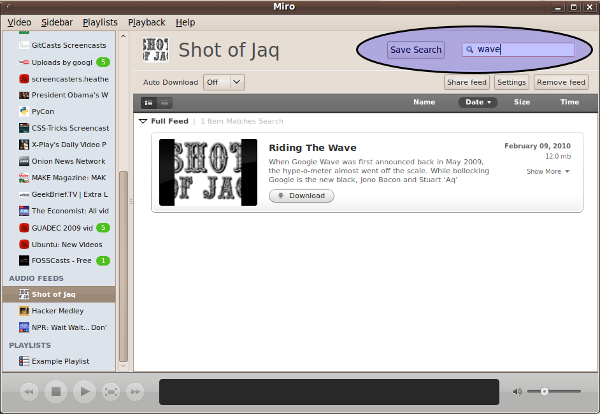 Miro
Video Sidebar Playlists Playback Help
GitCasts Screencasts
Uploads by googl 5
screencasters.heathe
President Obama's W
PyCon
CSS-Tricks Screencast
X-Play's Daily Video P
Onion News Network
MAKE Magazine: MAK
GeekBrief.TV | Extra L
The Economist: All vid
GUADEC 2009 vid 5
Ubuntu: New Videos
FOSSCasts - Free 1
AUDIO FEEDS
Shot of Jaq
Hacker Medley
NPR: Wait Wait... Don'
PLAYLISTS
Example Playlist
SHOT
OF JAQ
Shot of Jaq
Save Search
wave
Auto Download Off
Share feed Settings Remove feed
Name Date Size Time
Full Feed | 1 Item Matches Search
SHOT
OF JAQ
Riding The Wave
February 09, 2010
12.0 mb
When Google Wave was first announced back in May 2009,
the hype-o-meter almost went off the scale. While bollocking
Google is the new black, Jono Bacon and Stuart 'Aq'
Show More
Download